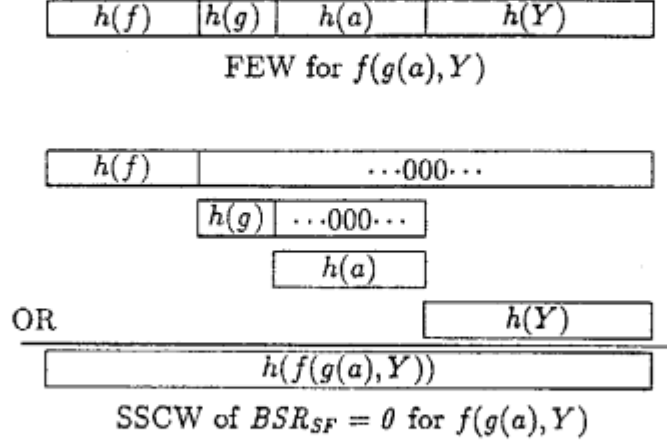 h(f) h(g) h(a) h(Y)
FEW for f(g(a), Y)
h(f) ···000···
h(g) ···000···
h(a)
OR h(Y)
h(f(g(a), Y))
SSCW of BSR_SF = 0 for f(g(a), Y)